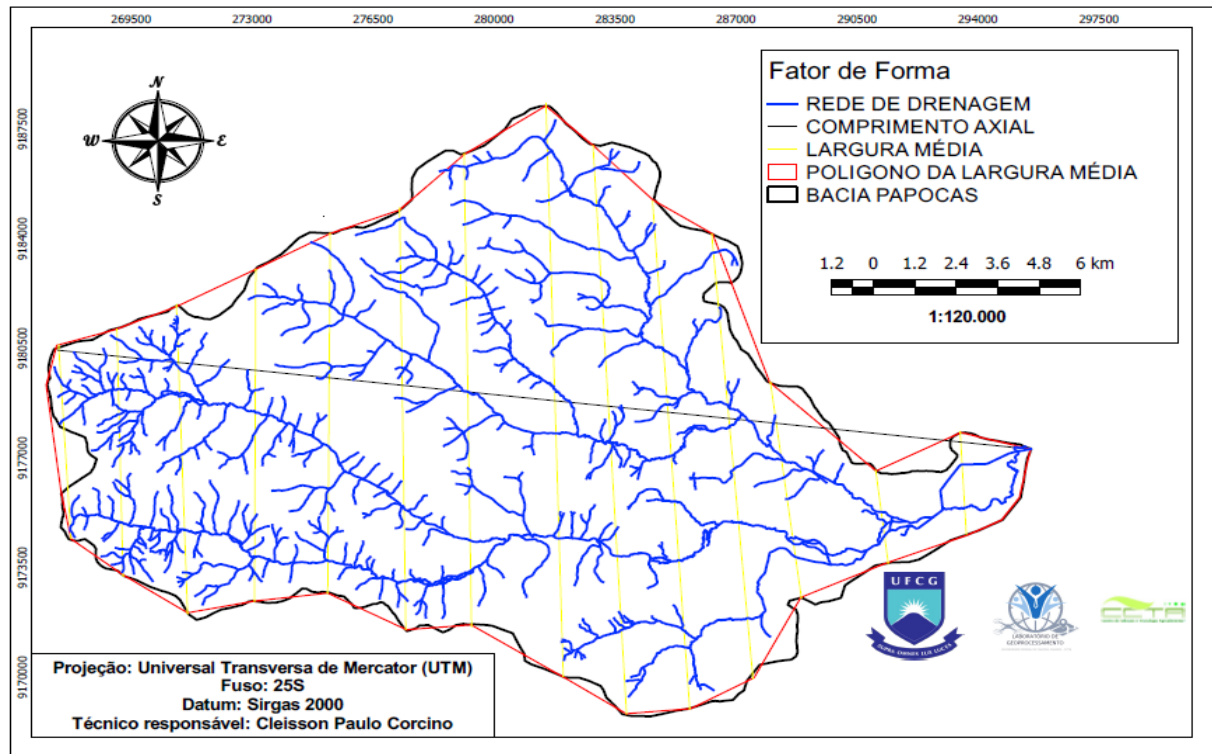 269500 273000 276500 280000 283500 287000 290500 294000 297500
9187500
9184000
9180500
9177000
9173500
9170000
N
W E
S
Fator de Forma
REDE DE DRENAGEM
COMPRIMENTO AXIAL
LARGURA MÉDIA
POLIGONO DA LARGURA MÉDIA
BACIA PAPOCAS
1.2 0 1.2 2.4 3.6 4.8 6 km
1:120.000
UFCG
LABORATÓRIO DE
GEOPROCESSAMENTO
CCTA
Projeção: Universal Transversa de Mercator (UTM)
Fuso: 25S
Datum: Sirgas 2000
Técnico responsável: Cleisson Paulo Corcino